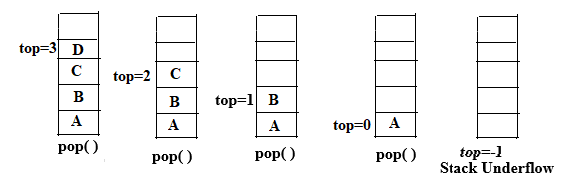 top=3 D
C
B
A
pop( )
top=2 C
B
A
pop( )
top=1 B
A
pop( )
top=0 A
pop( )
top=-1
Stack Underflow